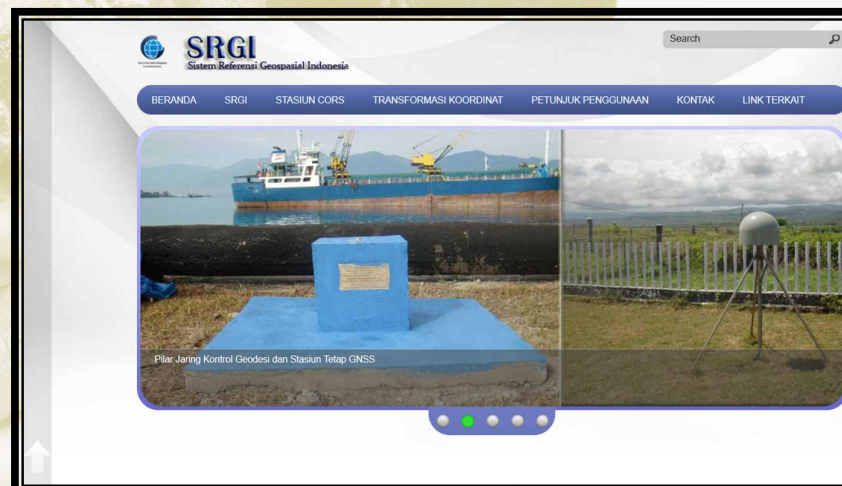 SRGI
Sistem Referensi Geospasial Indonesia
Search
BERANDA SRGI STASIUN CORS TRANSFORMASI KOORDINAT PETUNJUK PENGGUNAAN KONTAK LINK TERKAIT
Pilar Jaring Kontrol Geodesi dan Stasiun Tetap GNSS